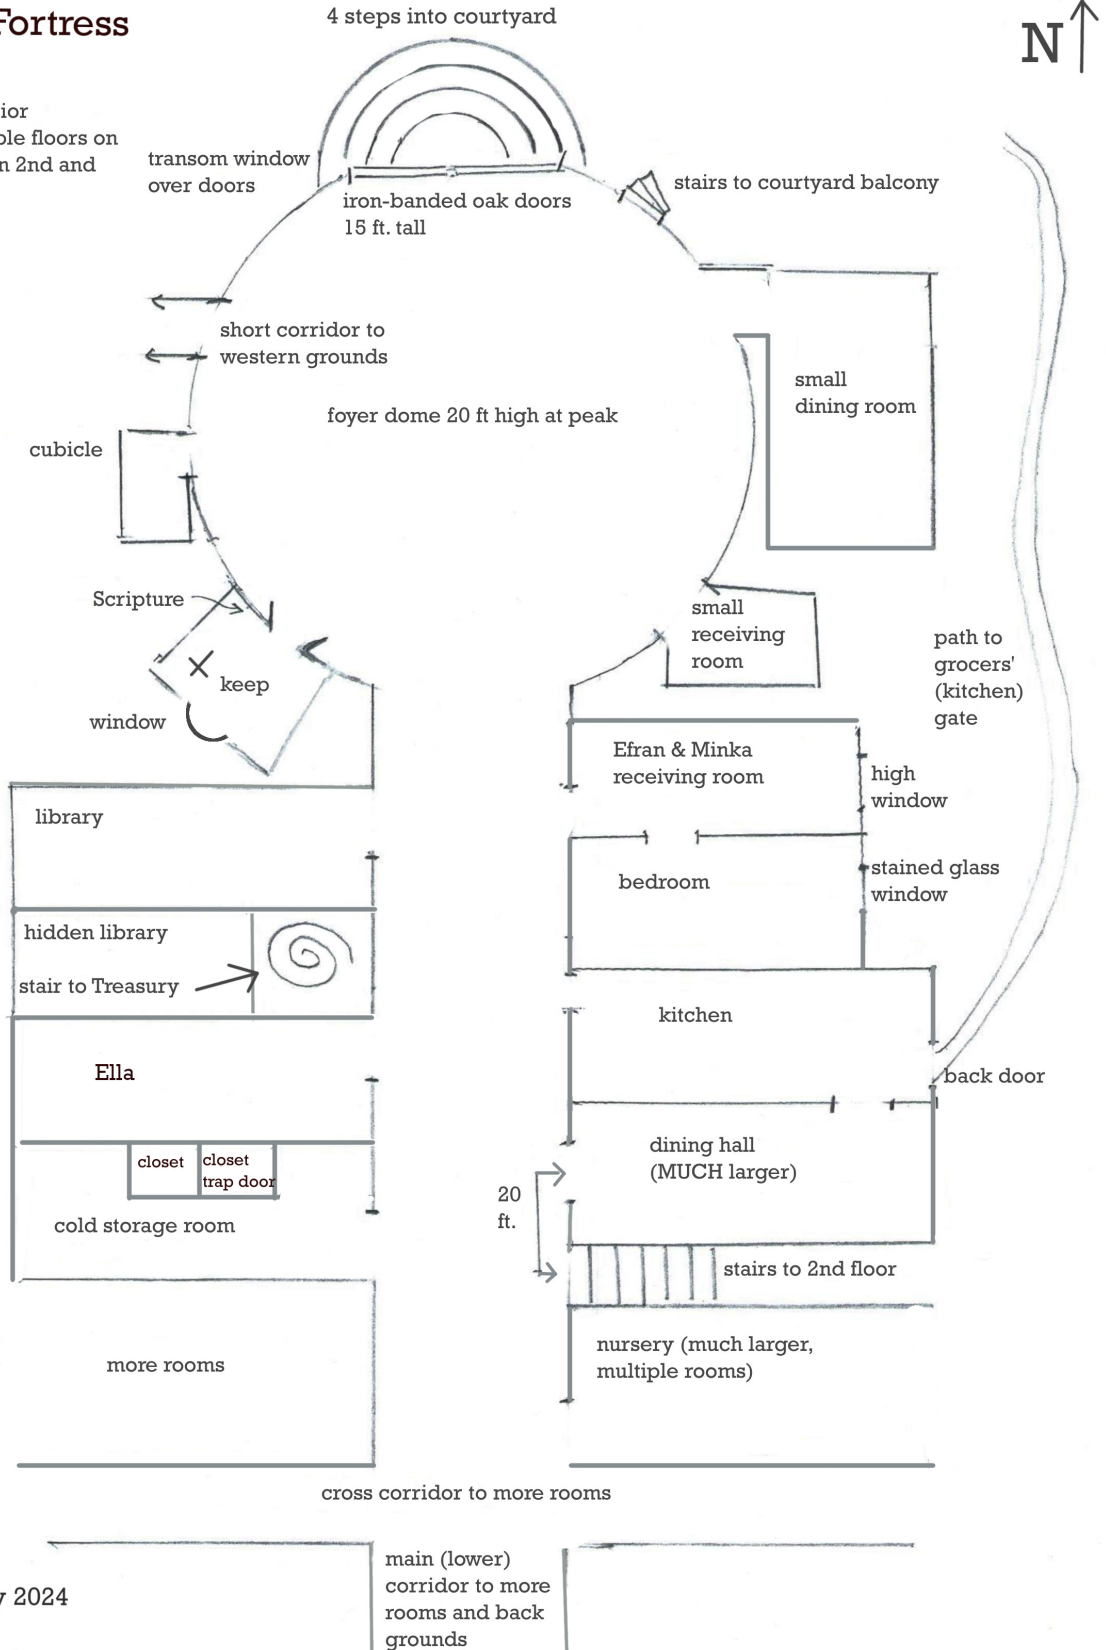 Fortress
4 steps into courtyard
N
ior
ble floors on
n 2nd and
transom window
over doors
stairs to courtyard balcony
iron-banded oak doors
15 ft. tall
short corridor to
western grounds
small
dining room
foyer dome 20 ft high at peak
cubicle
Scripture
small
receiving
room
path to
grocers'
(kitchen)
gate
keep
window
Efran & Minka
receiving room
high
window
library
stained glass
window
bedroom
hidden library
stair to Treasury
kitchen
Ella
back door
dining hall
(MUCH larger)
closet
closet
trap door
20
ft.
cold storage room
stairs to 2nd floor
nursery (much larger,
multiple rooms)
more rooms
cross corridor to more rooms
main (lower)
corridor to more
rooms and back
grounds
y 2024